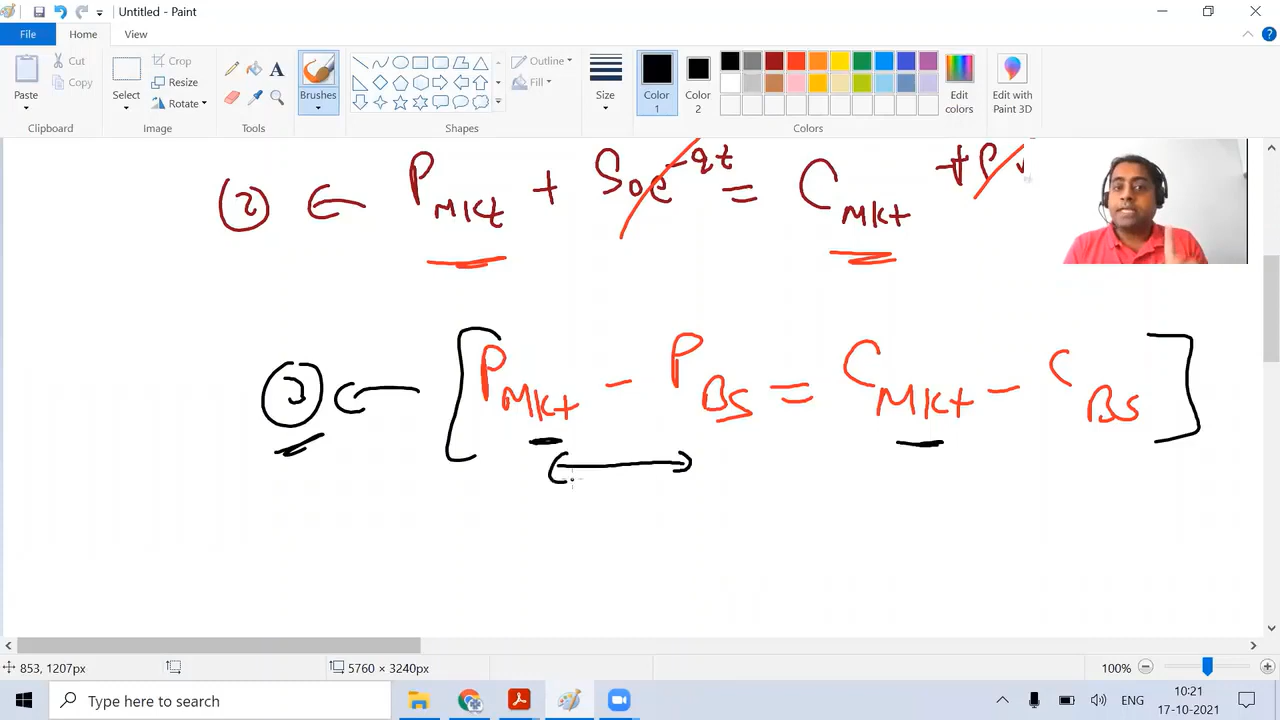 Untitled - Paint
File Home View
Cut
Copy
Paste
Select
Crop
Resize
Rotate
Brushes
Outline
Fill
Size
Color 1
Color 2
Edit colors
Edit with Paint 3D
Clipboard Image Tools Shapes Colors
② ← P_Mkt + S₀e^-qt = C_Mkt + P
③ ← [P_Mkt - P_BS = C_Mkt - C_BS]
853, 1207px 5760 × 3240px 100%
Type here to search
ENG
10:21
17-10-2021